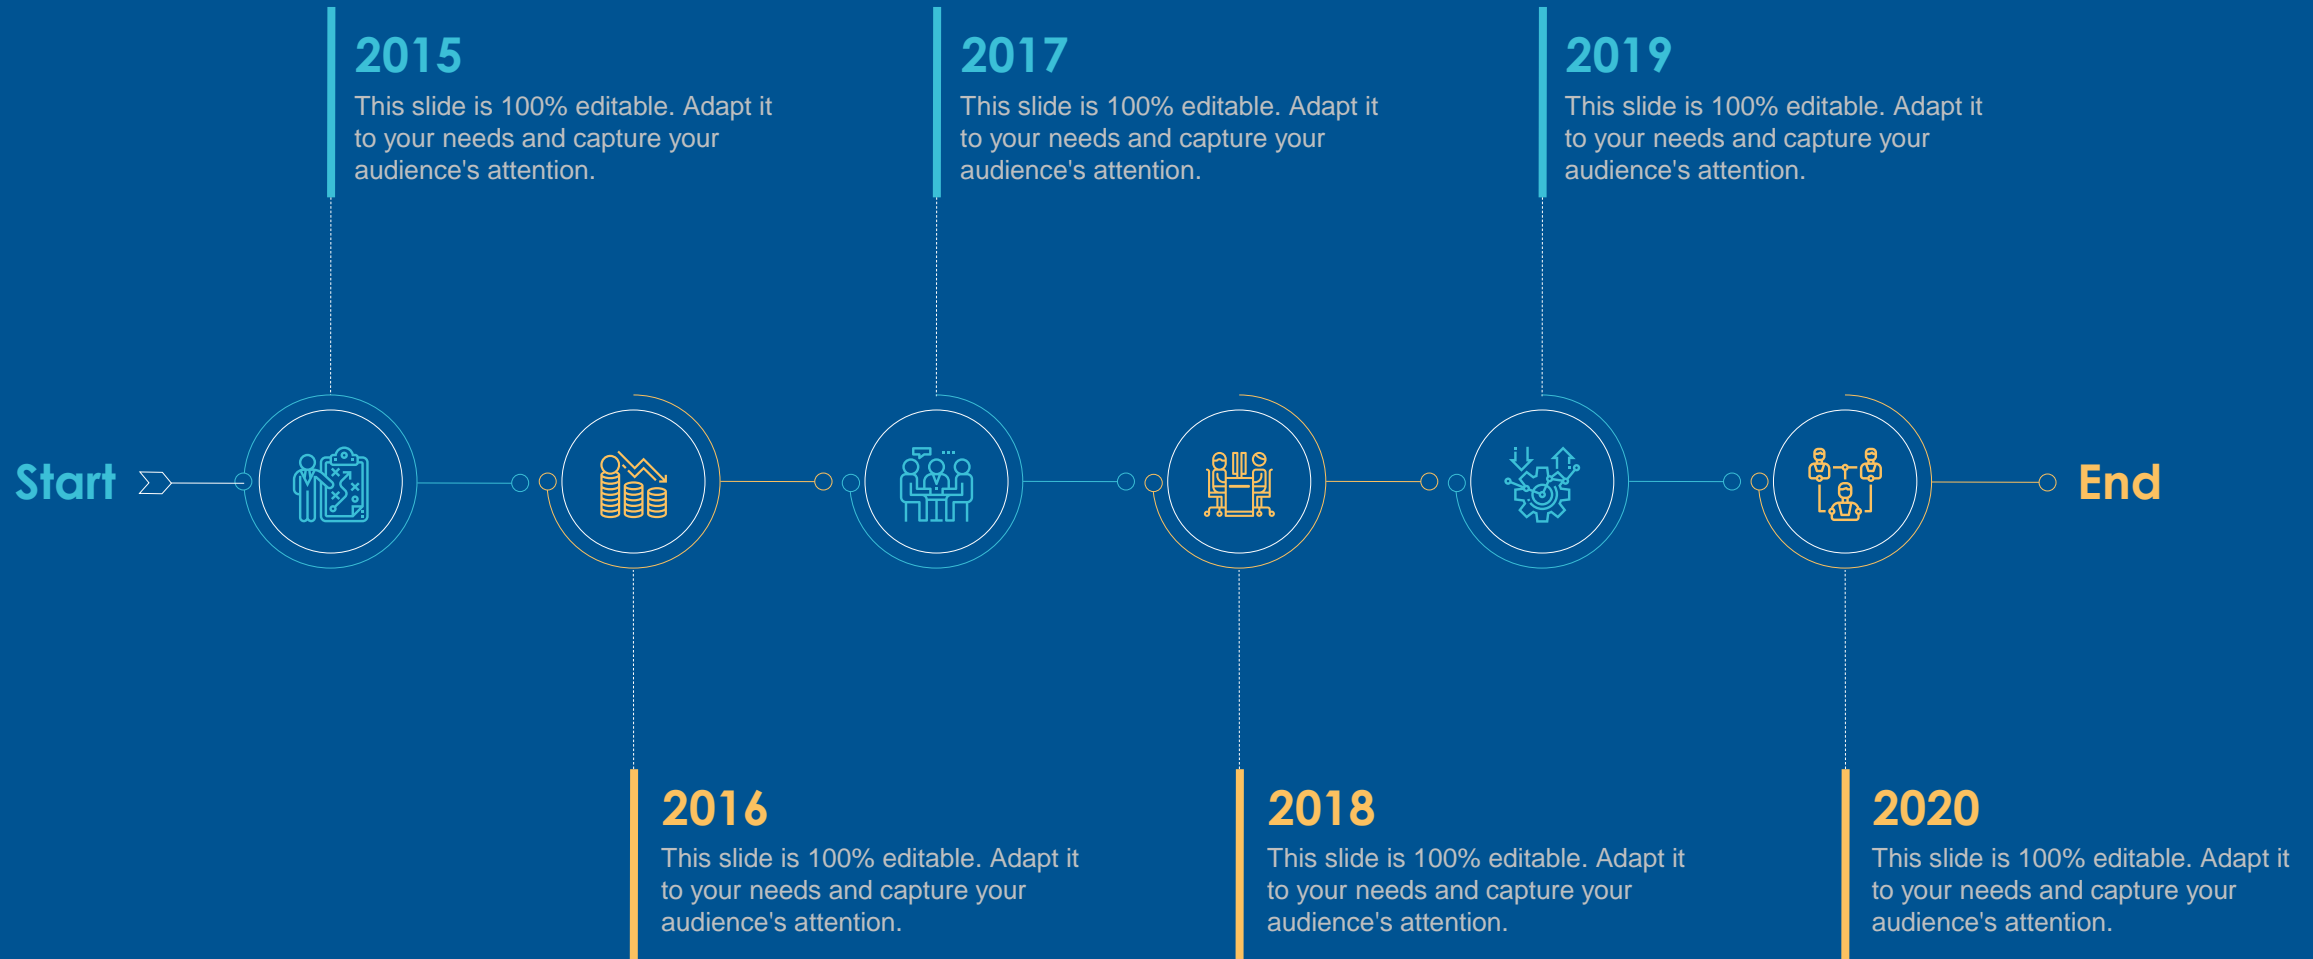 2015
This slide is 100% editable. Adapt it
to your needs and capture your
audience's attention.
2017
This slide is 100% editable. Adapt it
to your needs and capture your
audience's attention.
2019
This slide is 100% editable. Adapt it
to your needs and capture your
audience's attention.
Start
End
2016
This slide is 100% editable. Adapt it
to your needs and capture your
audience's attention.
2018
This slide is 100% editable. Adapt it
to your needs and capture your
audience's attention.
2020
This slide is 100% editable. Adapt it
to your needs and capture your
audience's attention.